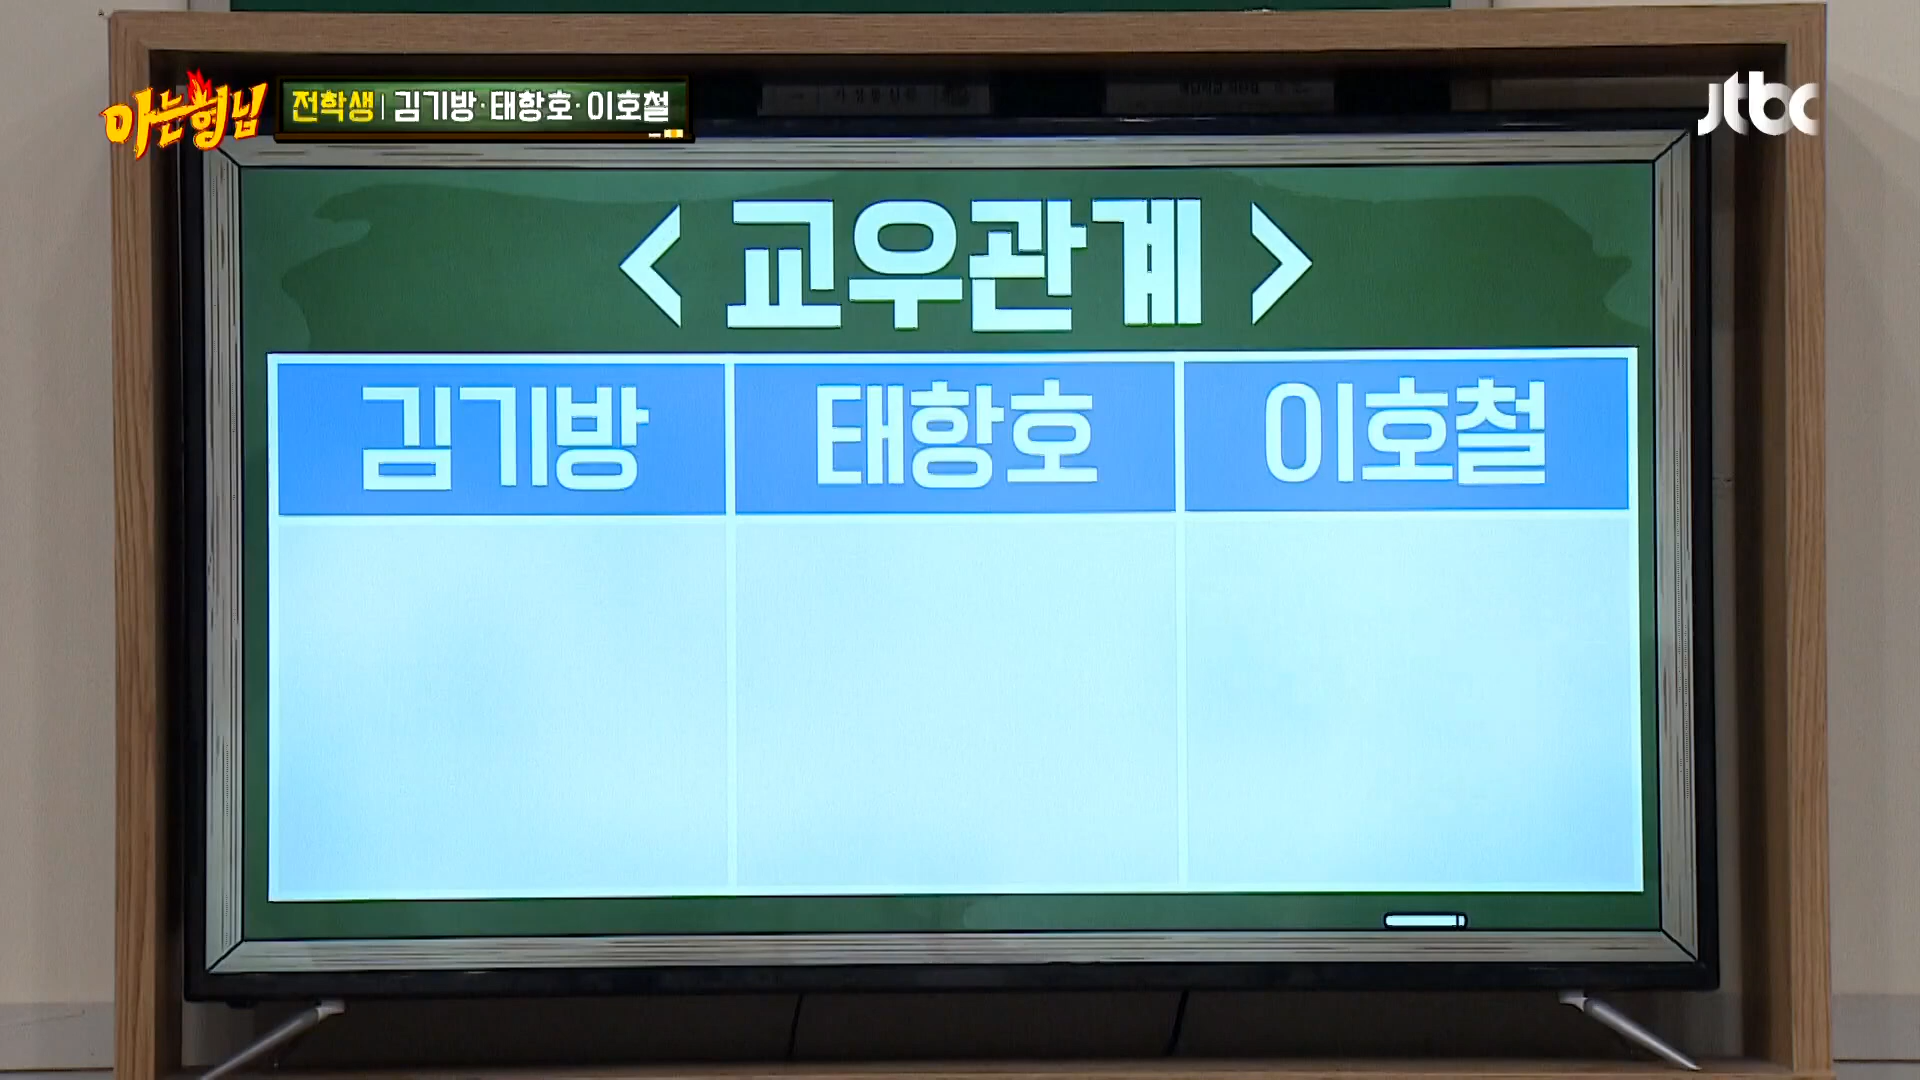 아는형님
전학생 | 김기방·태항호·이호철
jtbc
<교우관계>
김기방 태항호 이호철